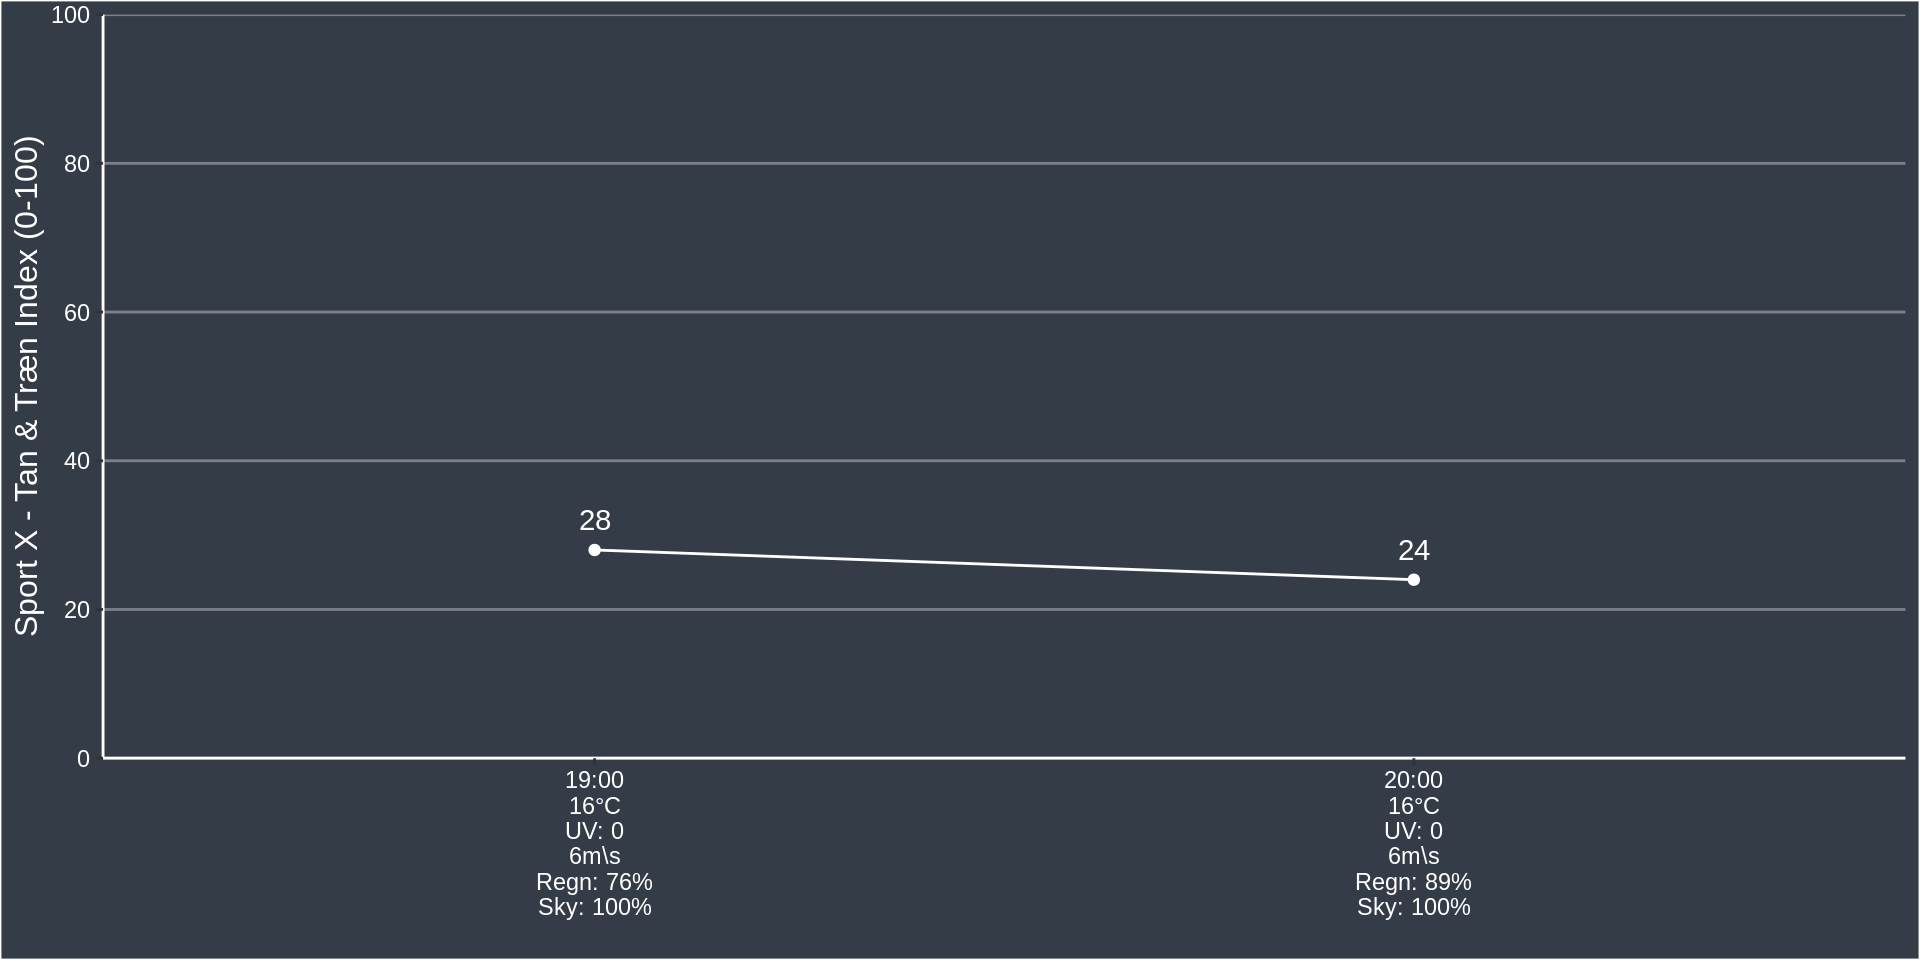 Sport X - Tan & Træn Index (0-100)
100
80
60
40
20
0
28
24
19:00
16°C
UV: 0
6m\s
Regn: 76%
Sky: 100%
20:00
16°C
UV: 0
6m\s
Regn: 89%
Sky: 100%